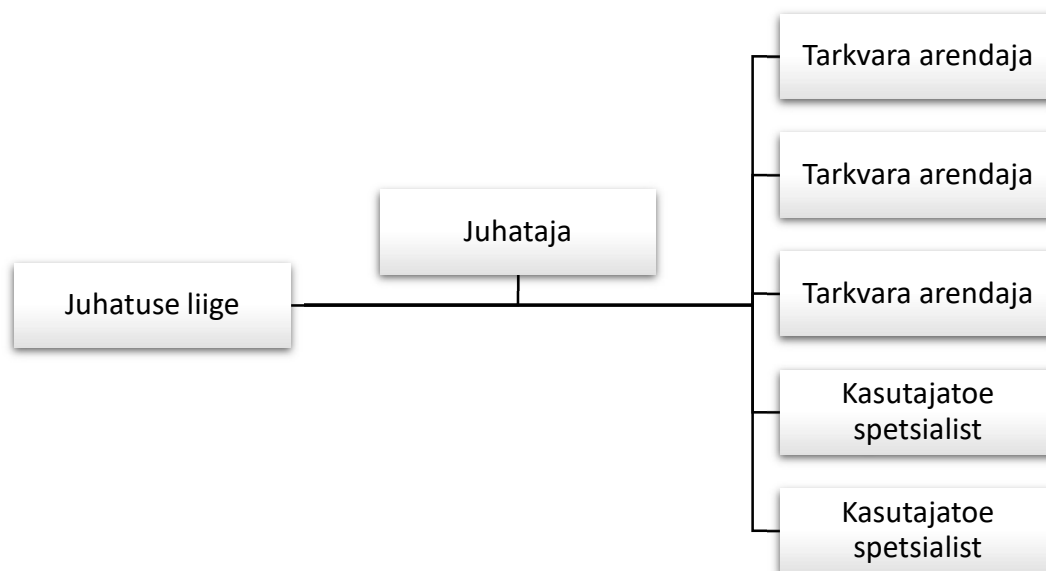 Tarkvara arendaja
Tarkvara arendaja
Juhataja
Tarkvara arendaja
Juhatuse liige
Kasutajatoe
spetsialist
Kasutajatoe
spetsialist